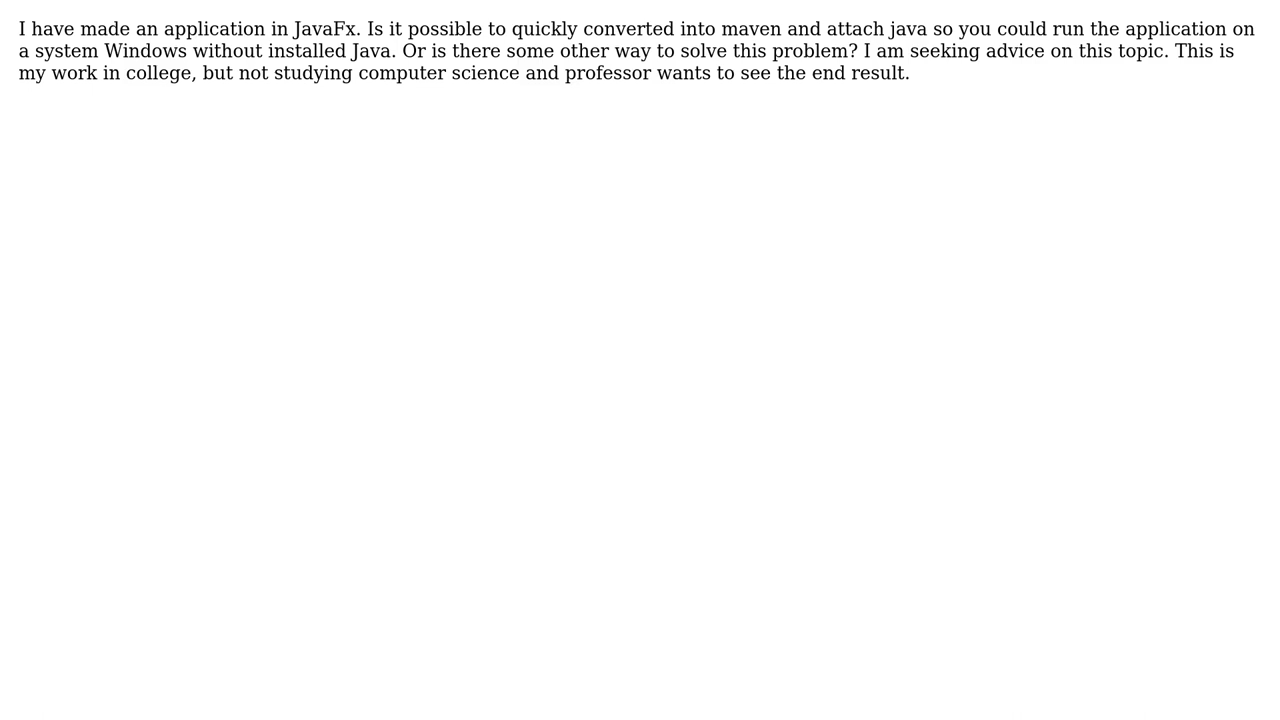 I have made an application in JavaFx. Is it possible to quickly converted into maven and attach java so you could run the application on
a system Windows without installed Java. Or is there some other way to solve this problem? I am seeking advice on this topic. This is
my work in college, but not studying computer science and professor wants to see the end result.